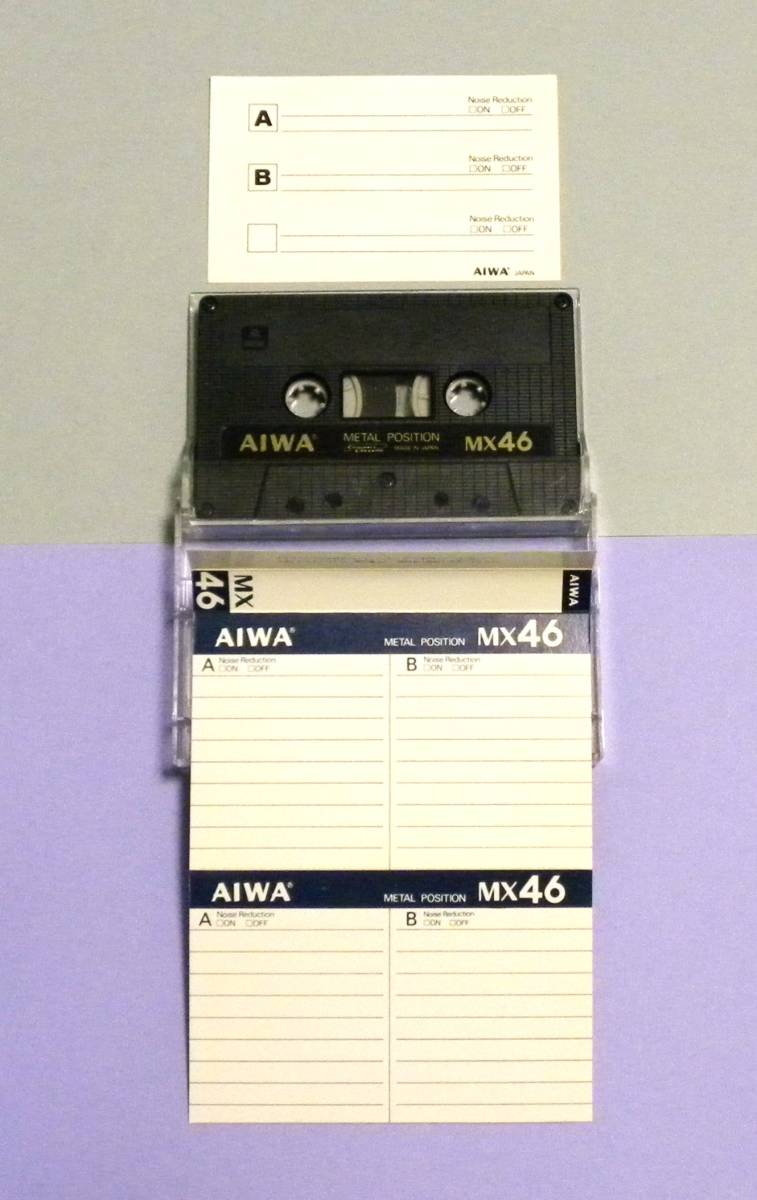 Noise Reduction
A □ON □OFF
Noise Reduction
B □ON □OFF
Noise Reduction
□ON □OFF
AIWA® JAPAN
A
AIWA® METAL POSITION MX46
MADE IN JAPAN
MX46 AIWA
AIWA® METAL POSITION MX46
A Noise Reduction B Noise Reduction
□ON □OFF □ON □OFF
AIWA® METAL POSITION MX46
A Noise Reduction B Noise Reduction
□ON □OFF □ON □OFF